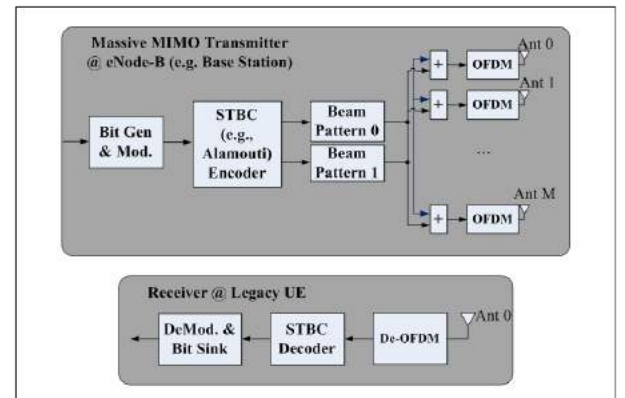 Massive MIMO Transmitter
@ eNode-B (e.g. Base Station)
Bit Gen
& Mod.
STBC
(e.g.,
Alamouti)
Encoder
Beam
Pattern 0
Beam
Pattern 1
+
OFDM
Ant 0
+
OFDM
Ant 1
...
+
OFDM
Ant M
Receiver @ Legacy UE
DeMod. &
Bit Sink
STBC
Decoder
De-OFDM
Ant 0